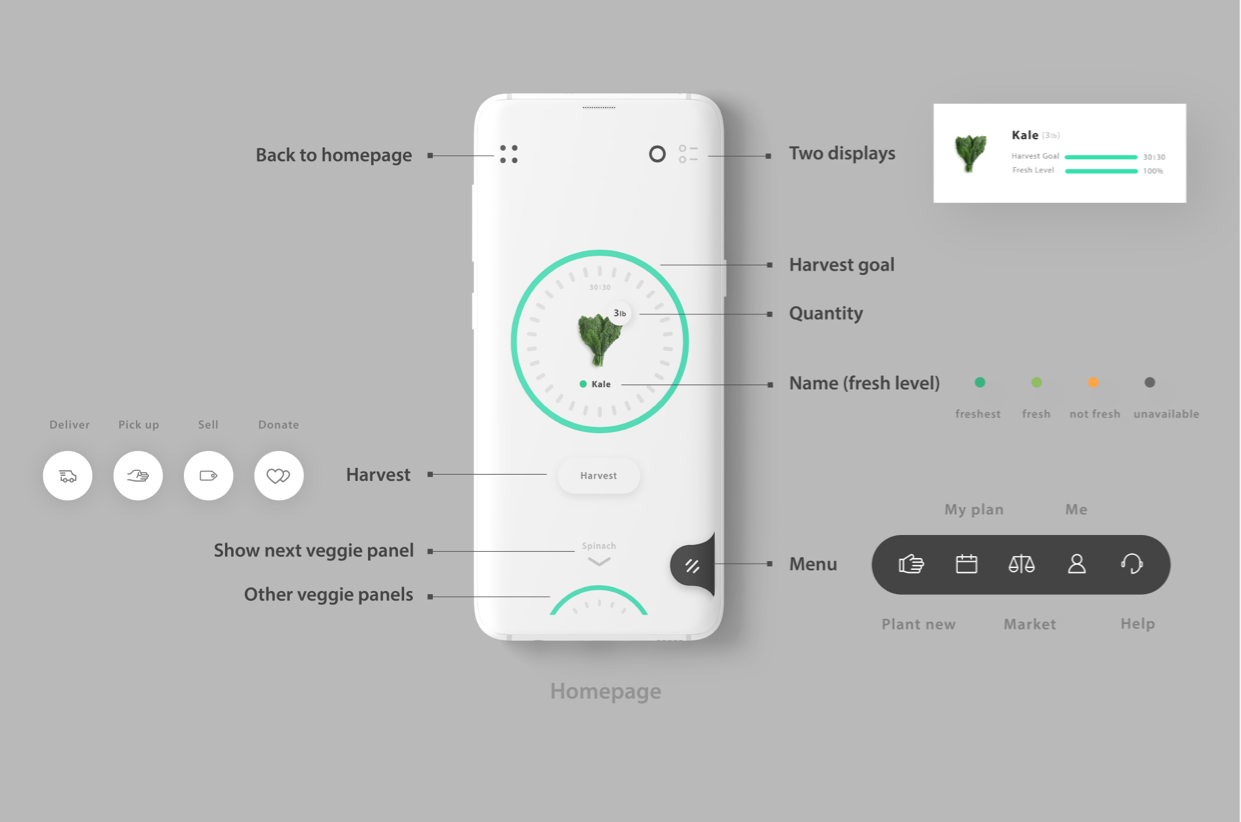 Back to homepage
Two displays
Kale (3lb)
Harvest Goal 30:30
Fresh Level 100%
Harvest goal
30:30
3lb
Quantity
Kale
Name (fresh level)
freshest fresh not fresh unavailable
Deliver Pick up Sell Donate
Harvest
Harvest
My plan Me
Show next veggie panel
Spinach
Menu
Other veggie panels
Plant new Market Help
Homepage